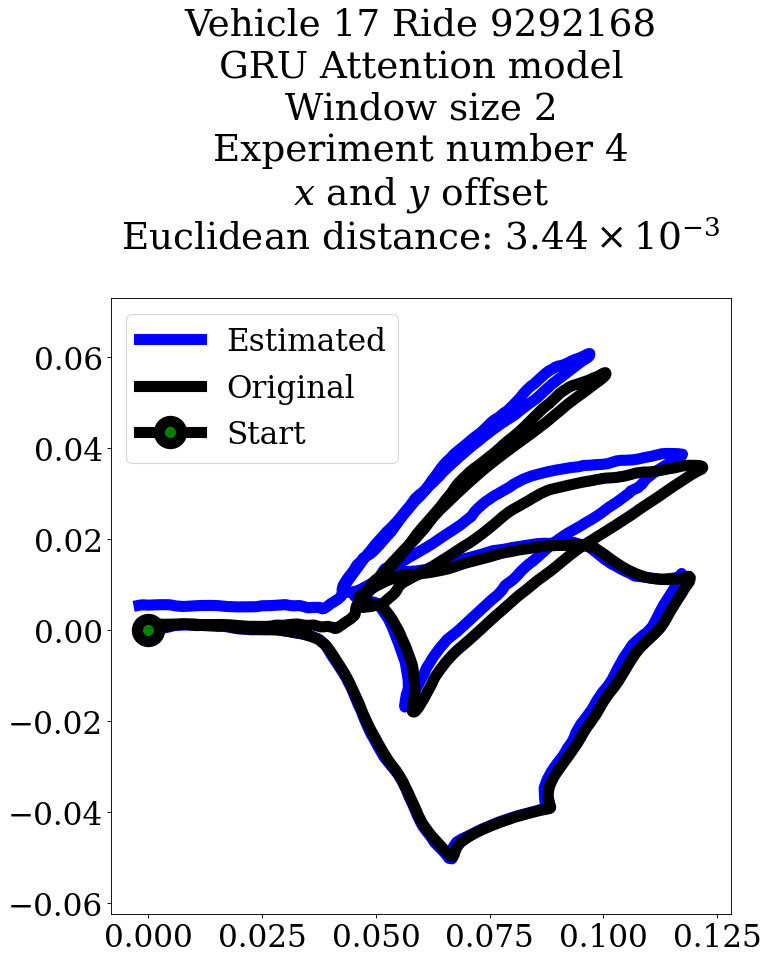 Vehicle 17 Ride 9292168
GRU Attention model
Window size 2
Experiment number 4
x and y offset
Euclidean distance: 3.44 × 10⁻³
Estimated
Original
Start
0.06
0.04
0.02
0.00
−0.02
−0.04
−0.06
0.000 0.025 0.050 0.075 0.100 0.125